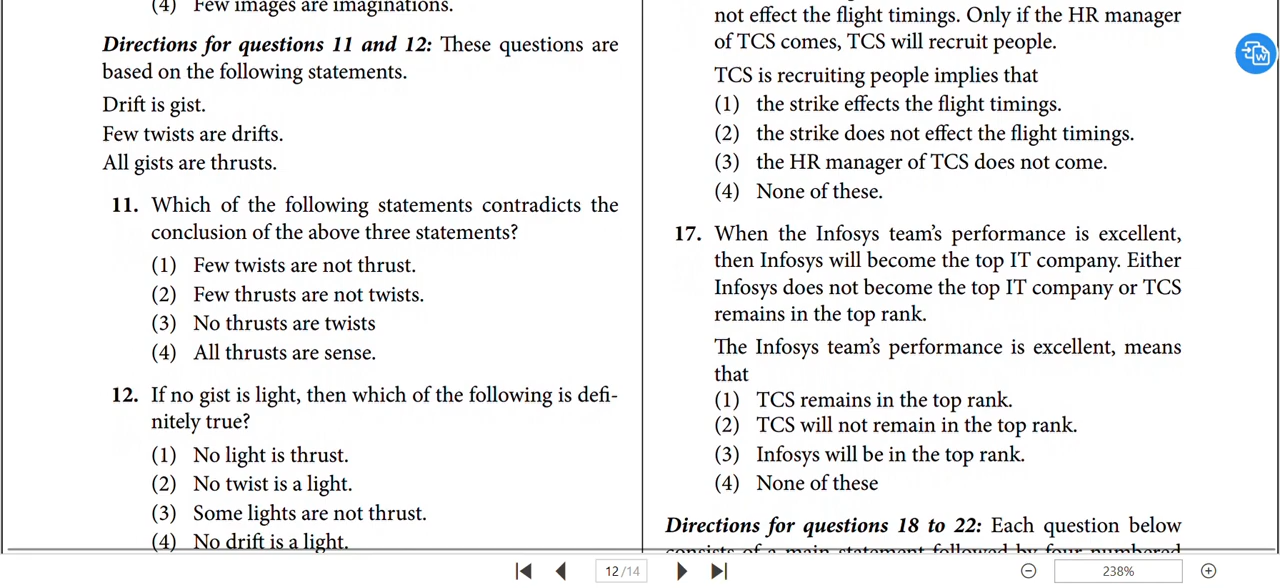 (4) Few images are imaginations.
Directions for questions 11 and 12: These questions are
based on the following statements.
Drift is gist.
Few twists are drifts.
All gists are thrusts.
11. Which of the following statements contradicts the
conclusion of the above three statements?
(1) Few twists are not thrust.
(2) Few thrusts are not twists.
(3) No thrusts are twists
(4) All thrusts are sense.
12. If no gist is light, then which of the following is defi-
nitely true?
(1) No light is thrust.
(2) No twist is a light.
(3) Some lights are not thrust.
(4) No drift is a light.
not effect the flight timings. Only if the HR manager
of TCS comes, TCS will recruit people.
TCS is recruiting people implies that
(1) the strike effects the flight timings.
(2) the strike does not effect the flight timings.
(3) the HR manager of TCS does not come.
(4) None of these.
17. When the Infosys team's performance is excellent,
then Infosys will become the top IT company. Either
Infosys does not become the top IT company or TCS
remains in the top rank.
The Infosys team's performance is excellent, means
that
(1) TCS remains in the top rank.
(2) TCS will not remain in the top rank.
(3) Infosys will be in the top rank.
(4) None of these
Directions for questions 18 to 22: Each question below
consists of a main statement followed by four numbered
12 /14
238%